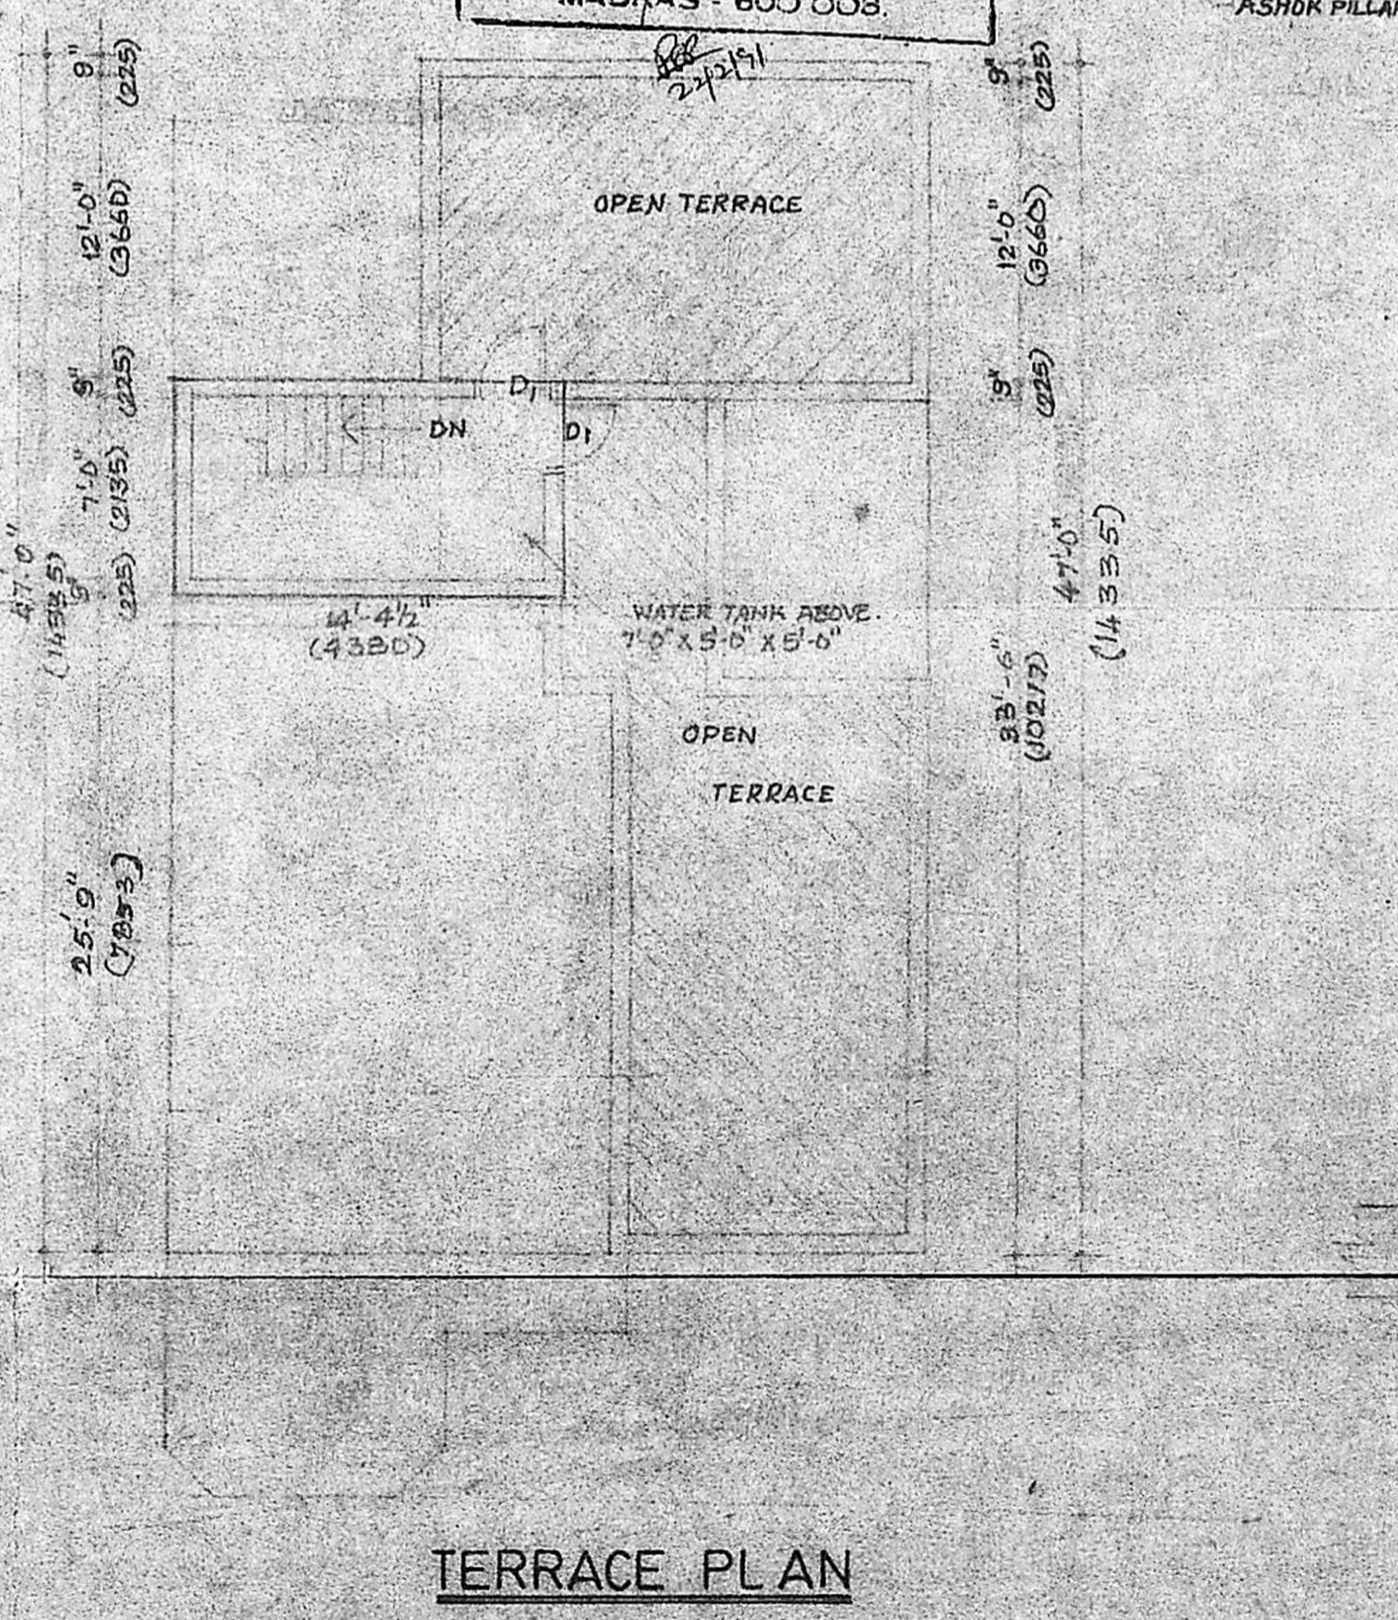 MADRAS - 600 008.
ASHOK PILLAR
22/2/91
9"
(225)
9"
(225)
12'-0"
(3660)
OPEN TERRACE
12'-0"
(3660)
9"
(225)
D1
DN
D1
9"
(225)
7'-0"
(2135)
9"
(225)
47'-0"
(14335)
14'-4½"
(4380)
WATER TANK ABOVE.
7'-0" X 5'-0" X 5'-0"
47'-0"
(14335)
33'-6"
(10217)
OPEN
TERRACE
25'-9"
(7853)
TERRACE PLAN